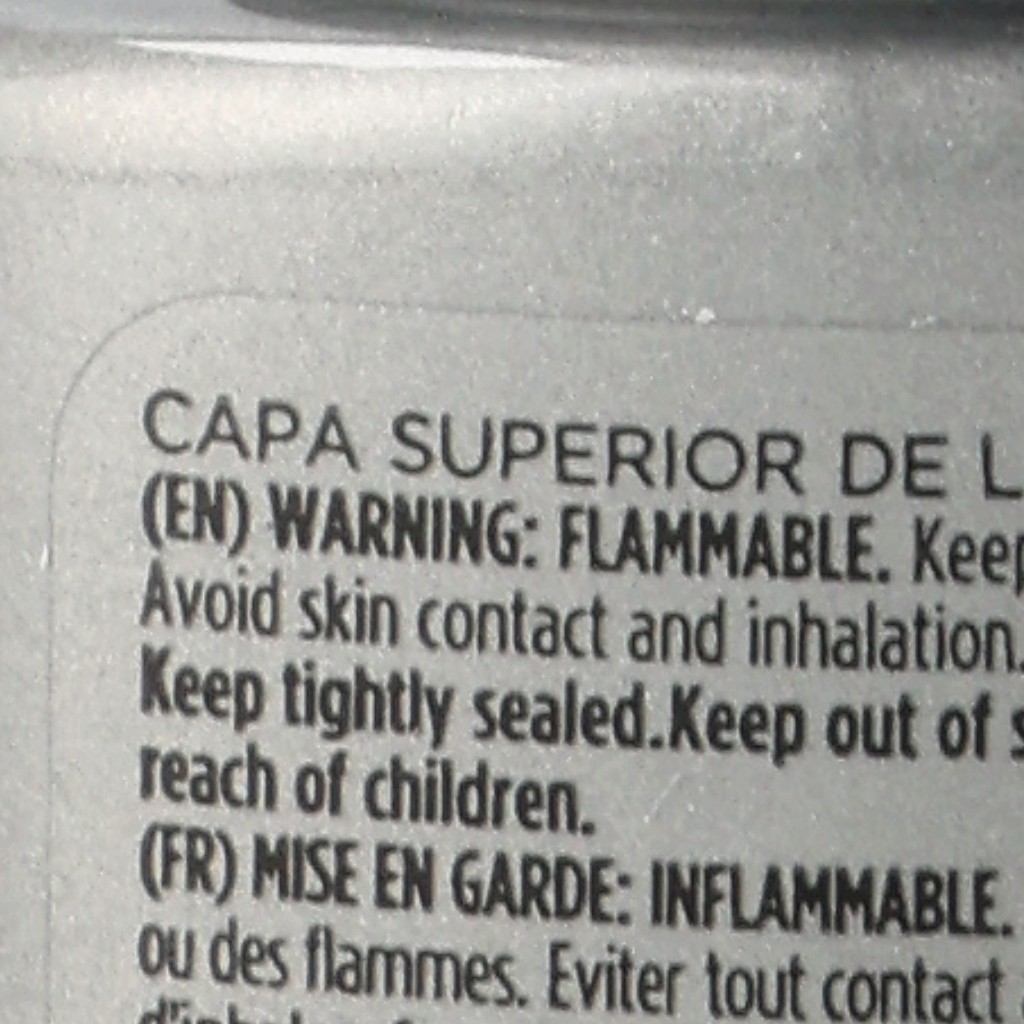 CAPA SUPERIOR DE L
(EN) WARNING: FLAMMABLE. Keep
Avoid skin contact and inhalation.
Keep tightly sealed.Keep out of s
reach of children.
(FR) MISE EN GARDE: INFLAMMABLE.
ou des flammes. Eviter tout contact